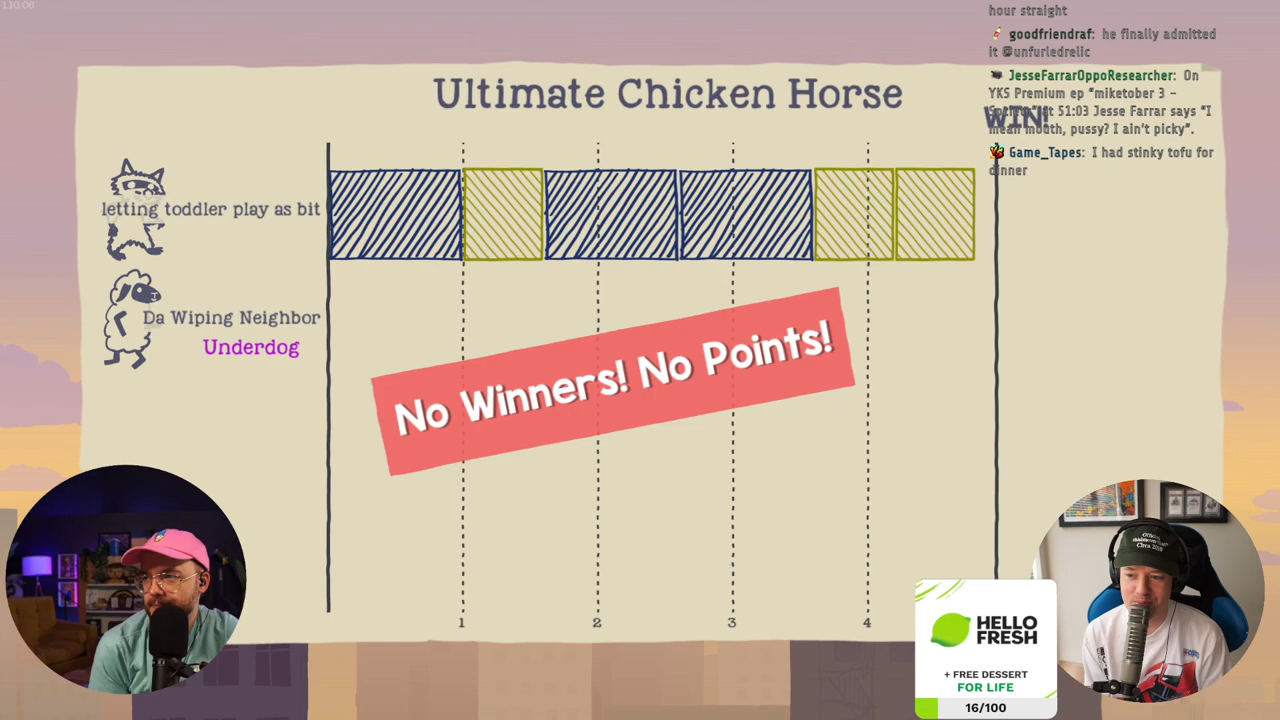 1.10.06
hour straight
goodfriendraf: he finally admitted
it @unfurledrelic
JesseFarrarOppoResearcher: On
YKS Premium ep “miketober 3 –
at 51:03 Jesse Farrar says “I
mean mouth, pussy? I ain’t picky”.
Game_Tapes: I had stinky tofu for
dinner
Ultimate Chicken Horse
WIN!
letting toddler play as bit
Da Wiping Neighbor
Underdog
No Winners! No Points!
1 2 3 4
HELLO
FRESH
+ FREE DESSERT
FOR LIFE
16/100